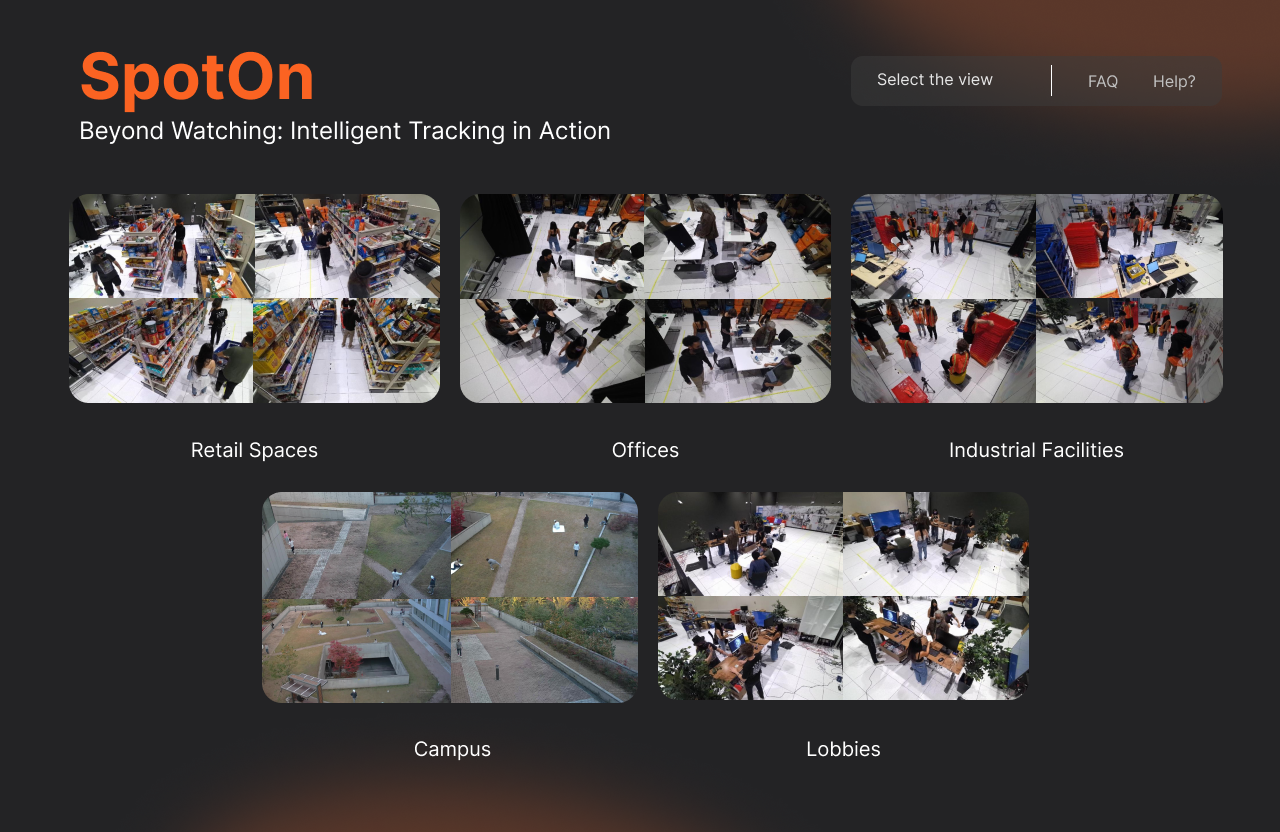 SpotOn
Beyond Watching: Intelligent Tracking in Action
Select the view
FAQ
Help?
Retail Spaces
Offices
Industrial Facilities
Campus
Lobbies